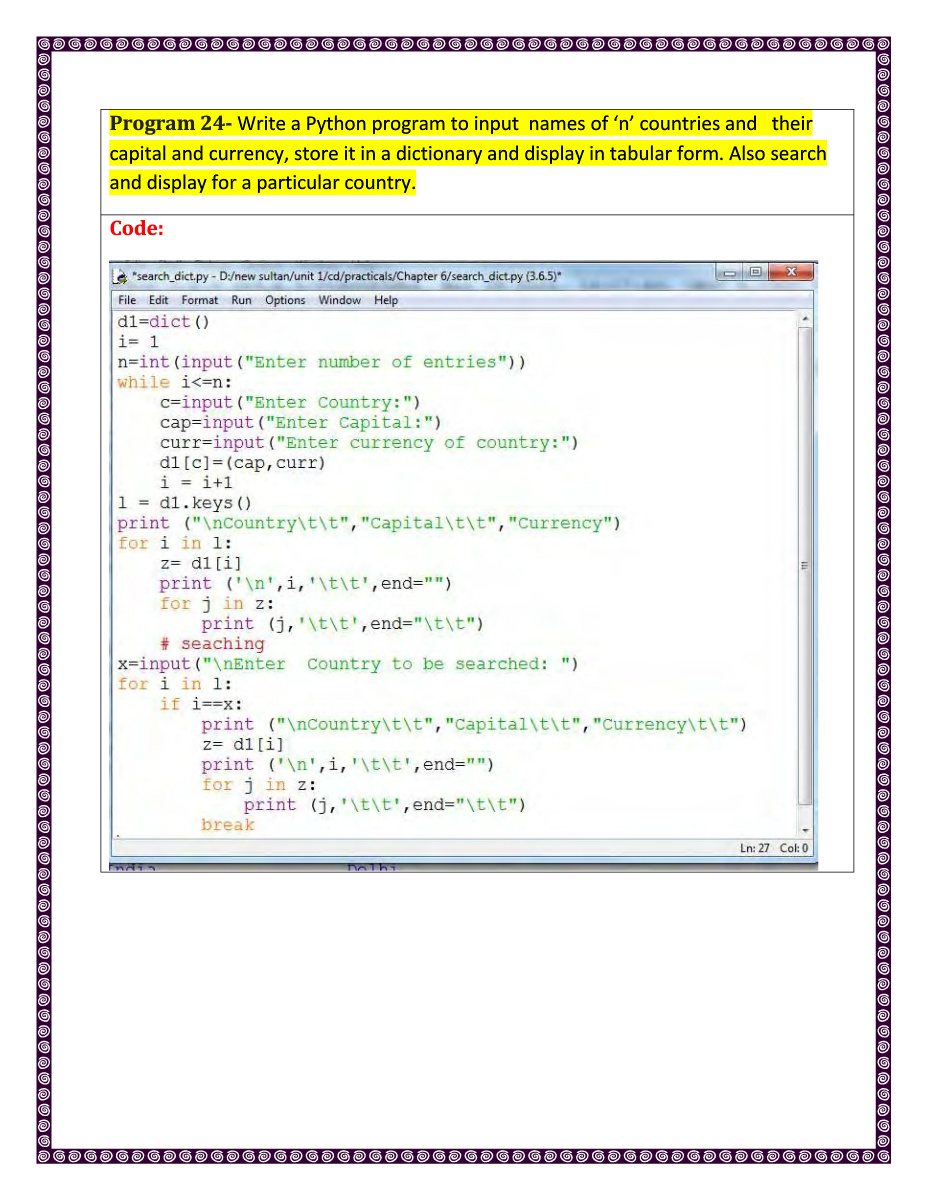 Program 24- Write a Python program to input  names of ‘n’ countries and   their
capital and currency, store it in a dictionary and display in tabular form. Also search
and display for a particular country.
Code:
*search_dict.py - D:/new sultan/unit 1/cd/practicals/Chapter 6/search_dict.py (3.6.5)*
File Edit Format Run Options Window Help
d1=dict()
i= 1
n=int(input("Enter number of entries"))
while i<=n:
    c=input("Enter Country:")
    cap=input("Enter Capital:")
    curr=input("Enter currency of country:")
    d1[c]=(cap,curr)
    i = i+1
l = d1.keys()
print ("\nCountry\t\t","Capital\t\t","Currency")
for i in l:
    z= d1[i]
    print ('\n',i,'\t\t',end="")
    for j in z:
        print (j,'\t\t',end="\t\t")
    # seaching
x=input("\nEnter  Country to be searched: ")
for i in l:
    if i==x:
        print ("\nCountry\t\t","Capital\t\t","Currency\t\t")
        z= d1[i]
        print ('\n',i,'\t\t',end="")
        for j in z:
            print (j,'\t\t',end="\t\t")
        break
Ln: 27 Col: 0
India Delhi